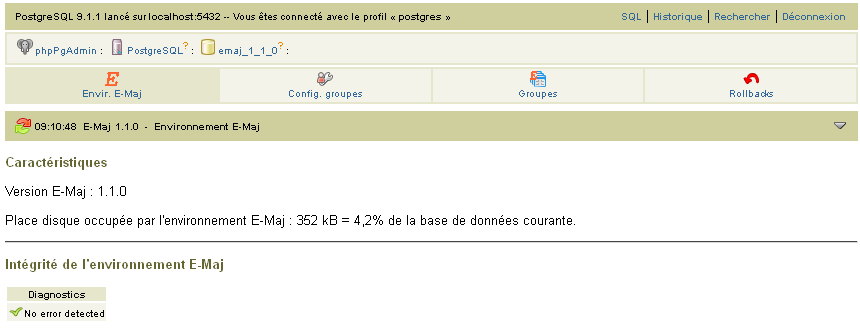 PostgreSQL 9.1.1 lancé sur localhost:5432 -- Vous êtes connecté avec le profil « postgres » SQL | Historique | Rechercher | Déconnexion
phpPgAdmin : PostgreSQL? : emaj_1_1_0? :
Envir. E-Maj Config. groupes Groupes Rollbacks
09:10:48 E-Maj 1.1.0 - Environnement E-Maj
Caractéristiques
Version E-Maj : 1.1.0
Place disque occupée par l'environnement E-Maj : 352 kB = 4,2% de la base de données courante.
Intégrité de l'environnement E-Maj
Diagnostics
No error detected